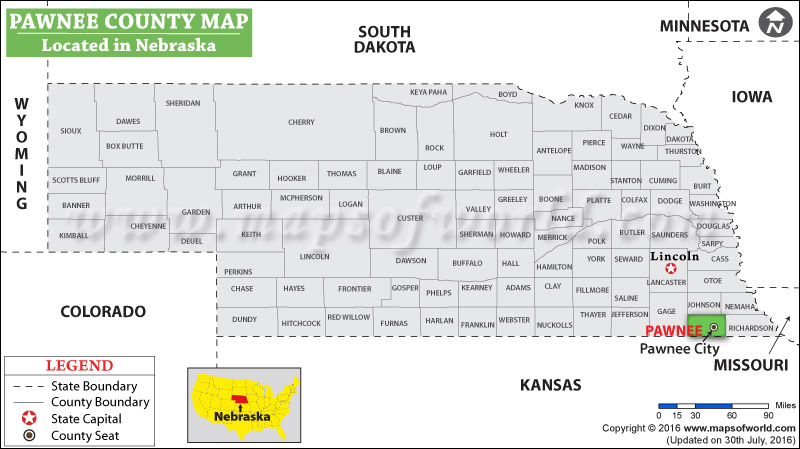 PAWNEE COUNTY MAP
Located in Nebraska
SOUTH
DAKOTA
MINNESOTA
IOWA
WYOMING
COLORADO
KANSAS
MISSOURI
SIOUX
DAWES
SHERIDAN
BOX BUTTE
CHERRY
KEYA PAHA
BOYD
BROWN
ROCK
HOLT
KNOX
CEDAR
DIXON
DAKOTA
ANTELOPE
PIERCE
WAYNE
THURSTON
SCOTTS BLUFF
MORRILL
GRANT
HOOKER
THOMAS
BLAINE
LOUP
GARFIELD
WHEELER
MADISON
STANTON
CUMING
BURT
BANNER
GARDEN
ARTHUR
MCPHERSON
LOGAN
CUSTER
VALLEY
GREELEY
BOONE
PLATTE
COLFAX
DODGE
WASHINGTON
NANCE
www.mapsofworld.com
KIMBALL
CHEYENNE
DEUEL
KEITH
SHERMAN
HOWARD
MERRICK
POLK
BUTLER
SAUNDERS
DOUGLAS
SARPY
PERKINS
LINCOLN
DAWSON
BUFFALO
HALL
HAMILTON
YORK
SEWARD
Lincoln
LANCASTER
CASS
OTOE
CHASE
HAYES
FRONTIER
GOSPER
PHELPS
KEARNEY
ADAMS
CLAY
FILLMORE
SALINE
GAGE
JOHNSON
NEMAHA
DUNDY
HITCHCOCK
RED WILLOW
FURNAS
HARLAN
FRANKLIN
WEBSTER
NUCKOLLS
THAYER
JEFFERSON
PAWNEE
RICHARDSON
Pawnee City
LEGEND
State Boundary
County Boundary
State Capital
County Seat
Nebraska
Miles
0 15 30 60 90
Copyright © 2016 www.mapsofworld.com
(Updated on 30th July, 2016)
N